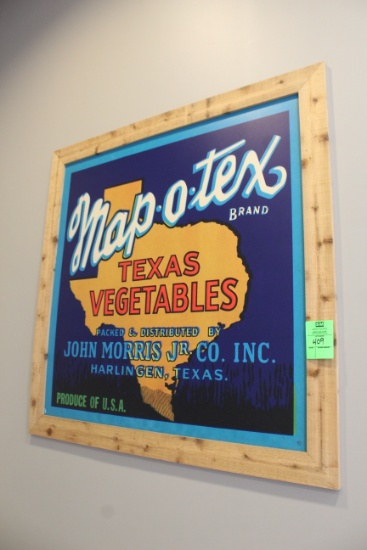 Map-o-tex
BRAND
TEXAS
VEGETABLES
PACKED & DISTRIBUTED BY
JOHN MORRIS JR. CO. INC.
HARLINGEN, TEXAS.
PRODUCE OF U.S.A.